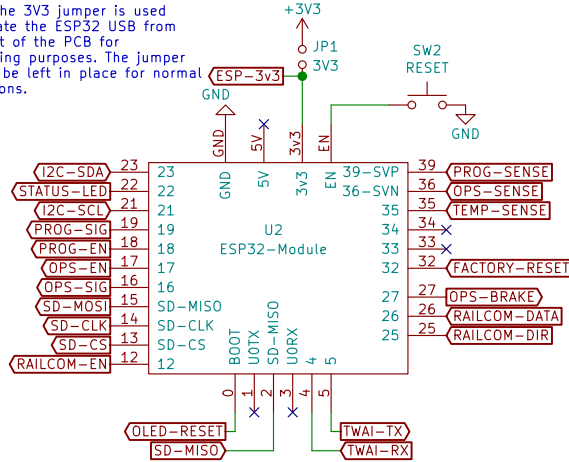 he 3V3 jumper is used
ate the ESP32 USB from
t of the PCB for
ing purposes. The jumper
be left in place for normal
ons.
+3V3
JP1
3V3
ESP-3v3
SW2
RESET
GND
GND
GND
5V
3v3
EN
GND
5V
3v3
EN
U2
ESP32-Module
I2C-SDA 23 23
STATUS-LED 22 22
I2C-SCL 21 21
PROG-SIG 19 19
PROG-EN 18 18
OPS-EN 17 17
OPS-SIG 16 16
SD-MOSI 15 SD-MISO
SD-CLK 14 SD-CLK
SD-CS 13 SD-CS
RAILCOM-EN 12 12
39-SVP 39 PROG-SENSE
36-SVN 36 OPS-SENSE
35 35 TEMP-SENSE
34 34
33 33
32 32 FACTORY-RESET
27 27 OPS-BRAKE
26 26 RAILCOM-DATA
25 25 RAILCOM-DIR
BOOT
U0TX
SD-MISO
U0RX
4
5
0
1
2
3
4
5
OLED-RESET
SD-MISO
TWAI-TX
TWAI-RX